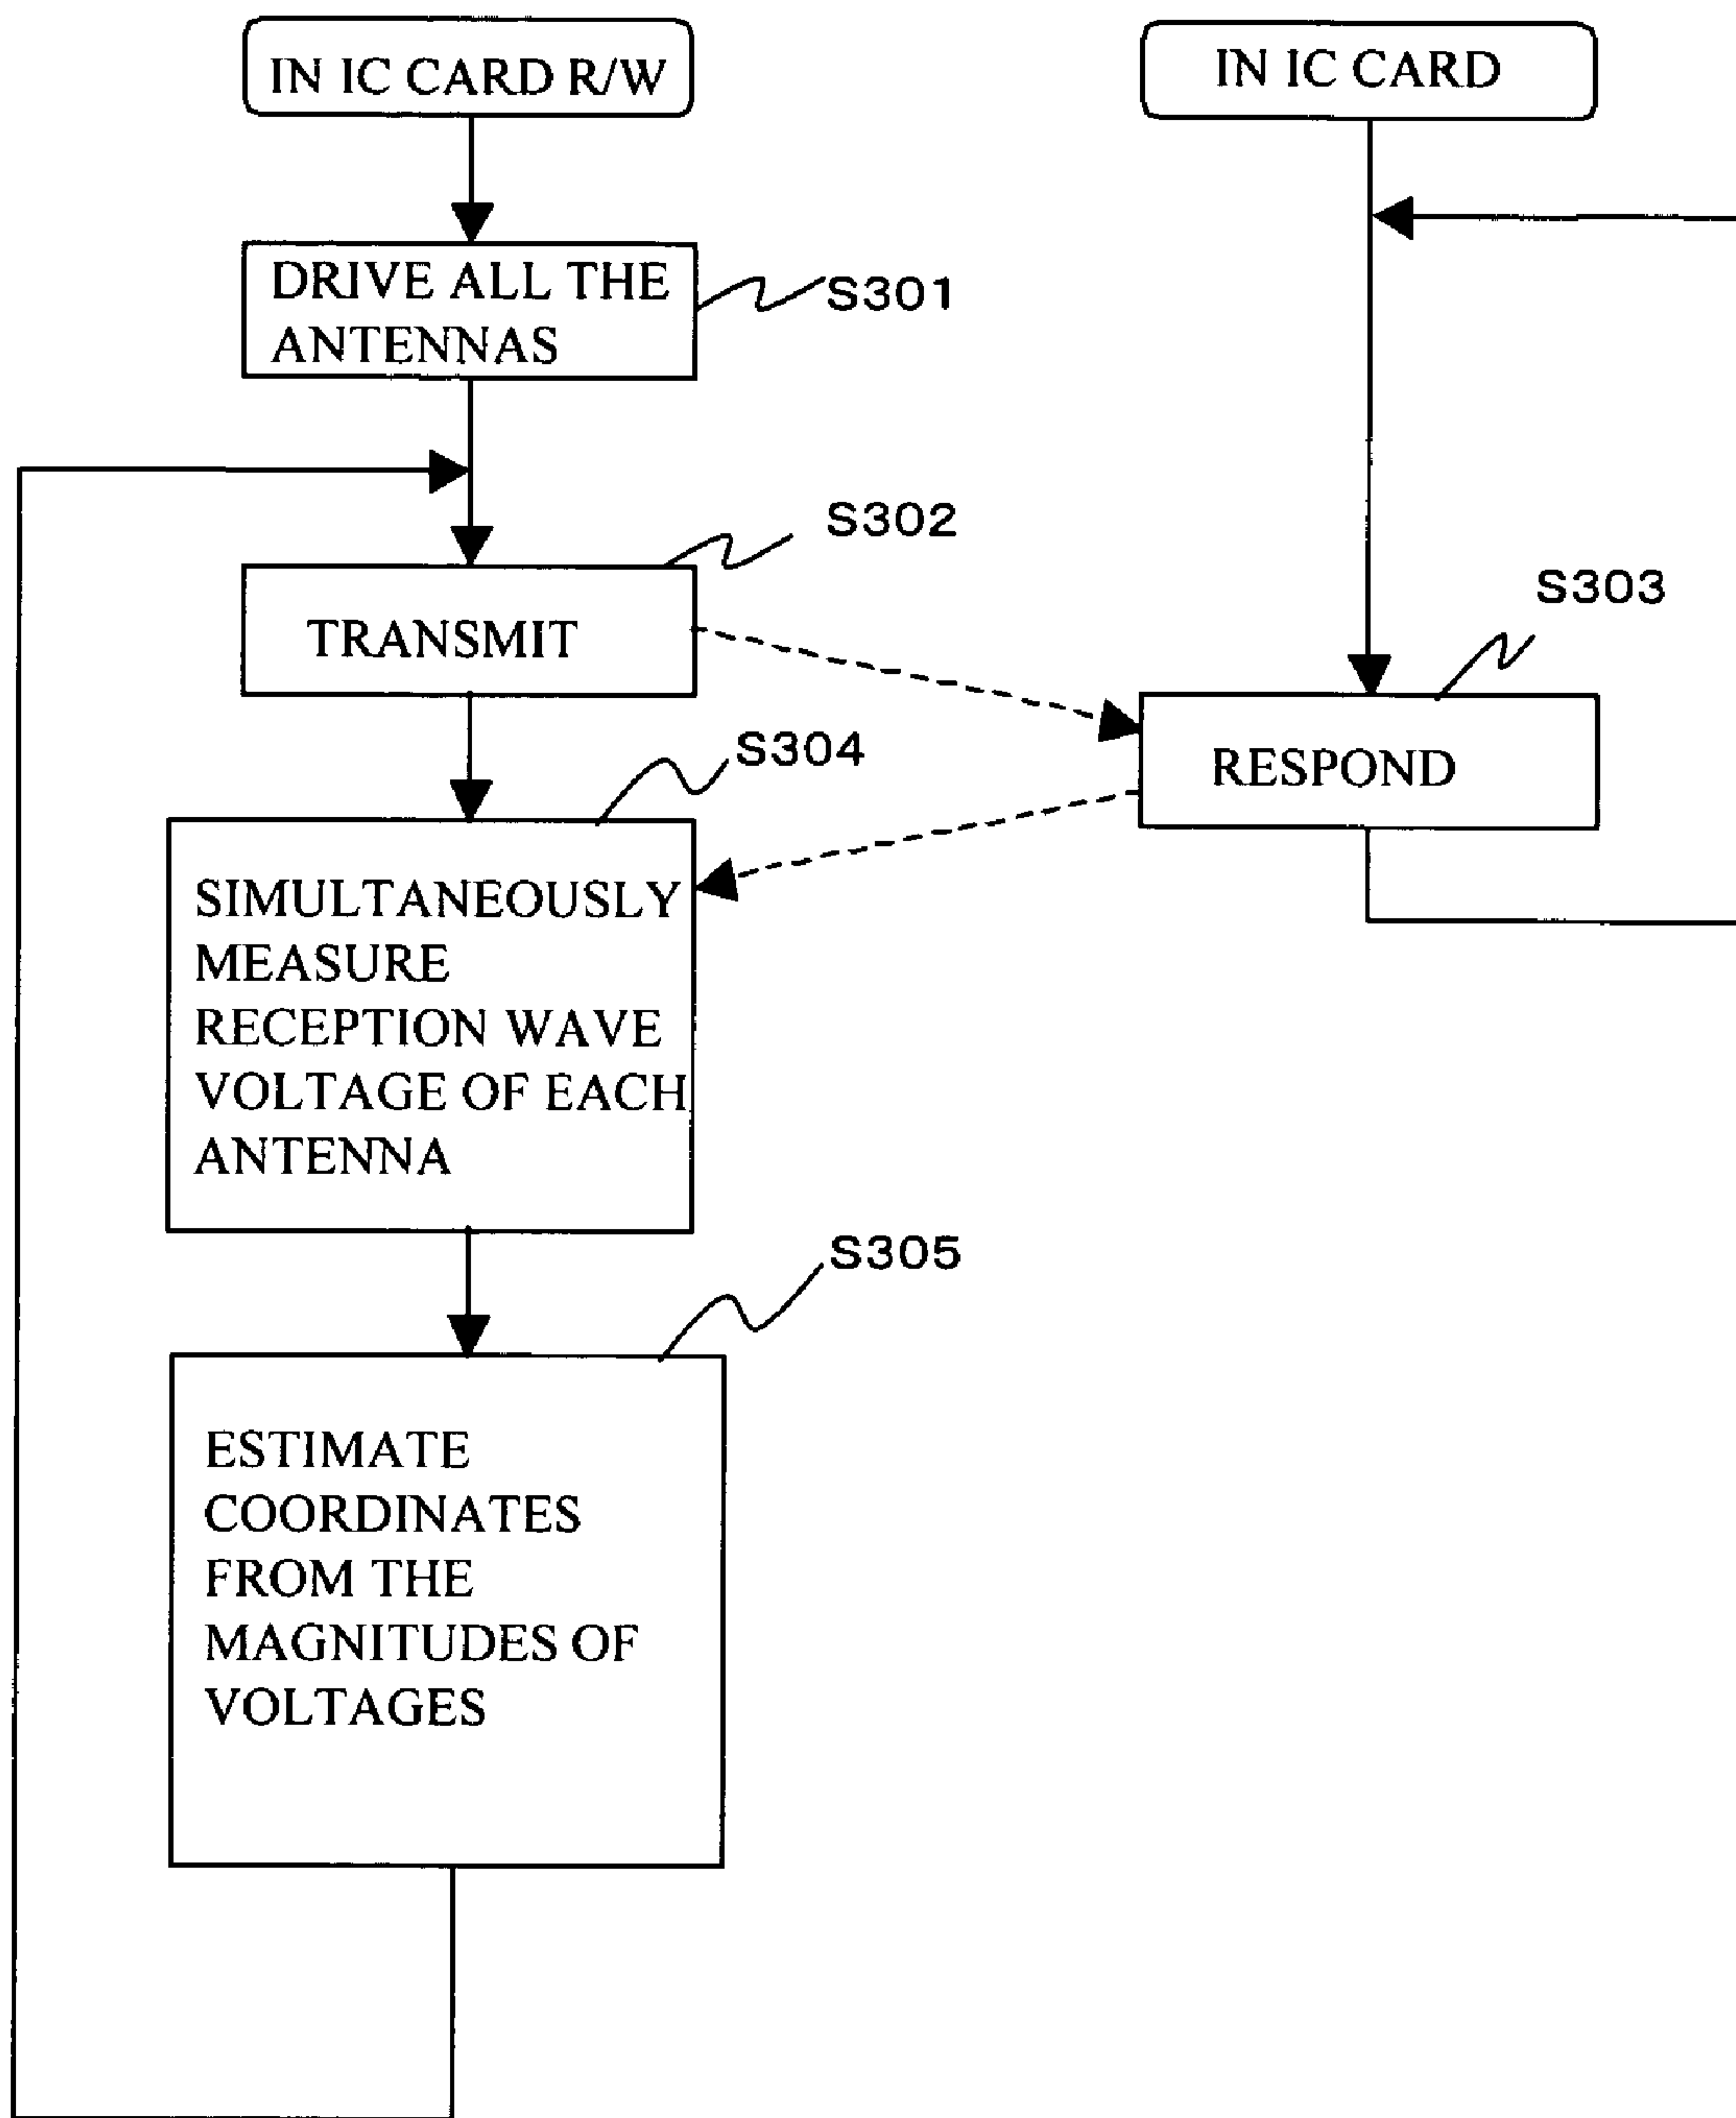 IN IC CARD R/W
IN IC CARD
DRIVE ALL THE
ANTENNAS
S301
S302
TRANSMIT
S303
RESPOND
S304
SIMULTANEOUSLY
MEASURE
RECEPTION WAVE
VOLTAGE OF EACH
ANTENNA
S305
ESTIMATE
COORDINATES
FROM THE
MAGNITUDES OF
VOLTAGES